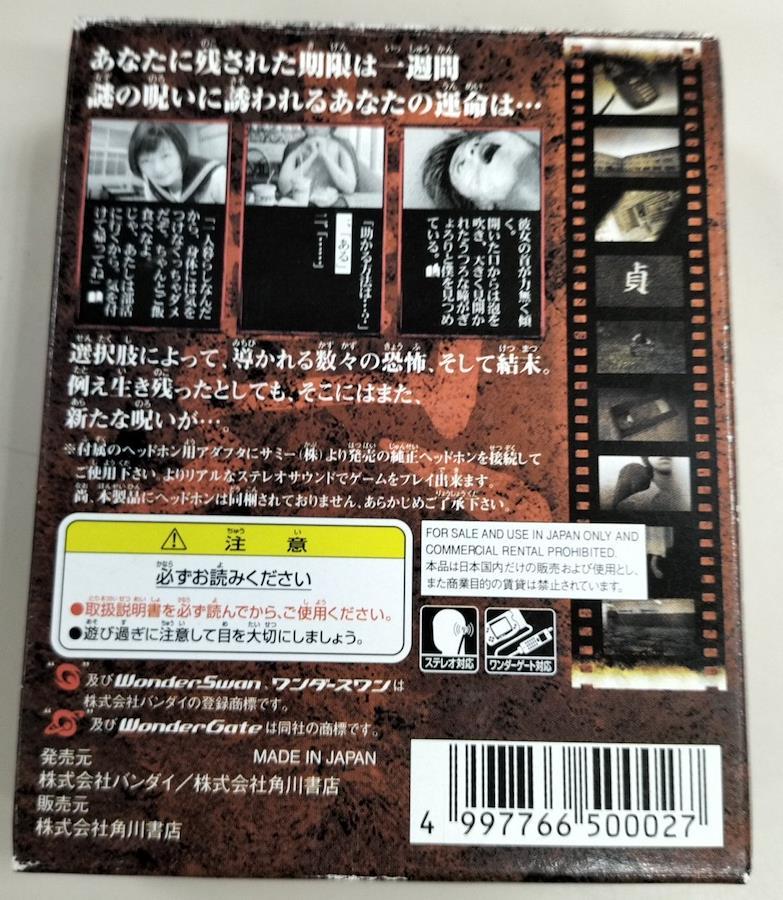 あなたに残された期限は一週間
謎の呪いに誘われるあなたの運命は…
「一人暮らしなんだ
から、身体には気を
つけなくっちゃダメ
だぞ。ちゃんとご飯
食べなよ。
じゃ、あたしは部活
に行くから、気を付
けて帰ってね」
「助かる方法は…？」
一、「ある」
二、「……」
彼女の首が力無く傾
く。
開いた口からは泡を
吹き、大きく見開か
れたうつろな瞳がぎ
ょろりと僕を見つめ
ている。
貞
選択肢によって、導かれる数々の恐怖、そして結末。
例え生き残ったとしても、そこにはまた、
新たな呪いが…。
※付属のヘッドホン用アダプタにサミー(株)より発売の純正ヘッドホンを接続して
ご使用下さい。よりリアルなステレオサウンドでゲームをプレイ出来ます。
尚、本製品にヘッドホンは同梱されておりません、あらかじめご了承下さい。
注意
必ずお読みください
●取扱説明書を必ず読んでから、ご使用ください。
●遊び過ぎに注意して目を大切にしましょう。
FOR SALE AND USE IN JAPAN ONLY AND
COMMERCIAL RENTAL PROHIBITED.
本品は日本国内だけの販売および使用とし、
また商業目的の賃貸は禁止されています。
ステレオ対応
ワンダーゲート対応
" "及びWonderSwan、ワンダースワンは
株式会社バンダイの登録商標です。
" "及びWonderGateは同社の商標です。
発売元
MADE IN JAPAN
株式会社バンダイ／株式会社角川書店
販売元
株式会社角川書店
4 997766 500027